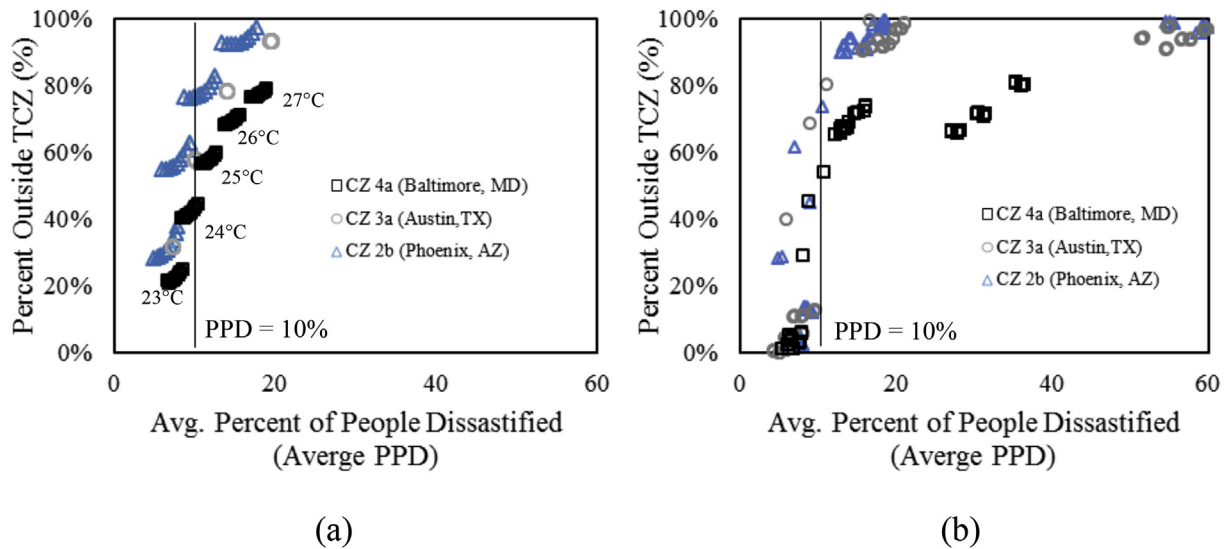 Percent Outside TCZ (%)
100%
80%
60%
40%
20%
0%
27°C
26°C
25°C
24°C
23°C
CZ 4a (Baltimore, MD)
CZ 3a (Austin,TX)
CZ 2b (Phoenix, AZ)
PPD = 10%
0
20
40
60
Avg. Percent of People Dissastified
(Averge PPD)
(a)
Percent Outside TCZ (%)
100%
80%
60%
40%
20%
0%
CZ 4a (Baltimore, MD)
CZ 3a (Austin,TX)
CZ 2b (Phoenix, AZ)
PPD = 10%
0
20
40
60
Avg. Percent of People Dissastified
(Averge PPD)
(b)